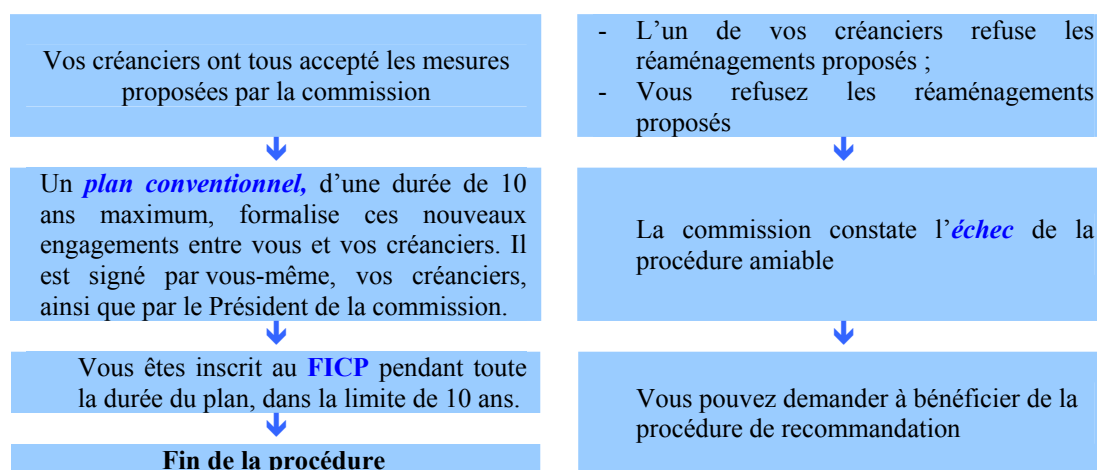 Vos créanciers ont tous accepté les mesures
proposées par la commission
Un plan conventionnel, d’une durée de 10
ans maximum, formalise ces nouveaux
engagements entre vous et vos créanciers. Il
est signé par vous-même, vos créanciers,
ainsi que par le Président de la commission.
Vous êtes inscrit au FICP pendant toute
la durée du plan, dans la limite de 10 ans.
Fin de la procédure
- L’un de vos créanciers refuse les
réaménagements proposés ;
- Vous refusez les réaménagements
proposés
La commission constate l’échec de la
procédure amiable
Vous pouvez demander à bénéficier de la
procédure de recommandation